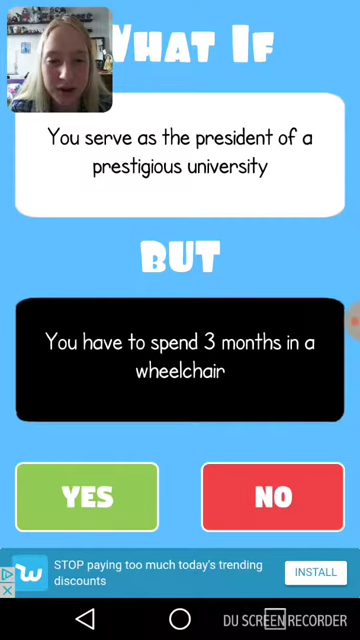 WHAT IF
You serve as the president of a
prestigious university
BUT
You have to spend 3 months in a
wheelchair
YES
NO
STOP paying too much today's trending
discounts
INSTALL
DU SCREEN RECORDER